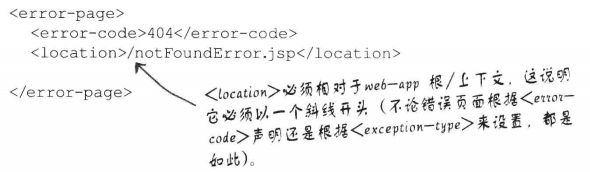 <error-page>
<error-code>404</error-code>
<location>/notFoundError.jsp</location>
</error-page>
<location>必须相对于web-app 根/上下文，这说明
它必须以一个斜线开头（不论错误页面根据<error-
code>声明还是根据<exception-type>来设置，都是
如此）。